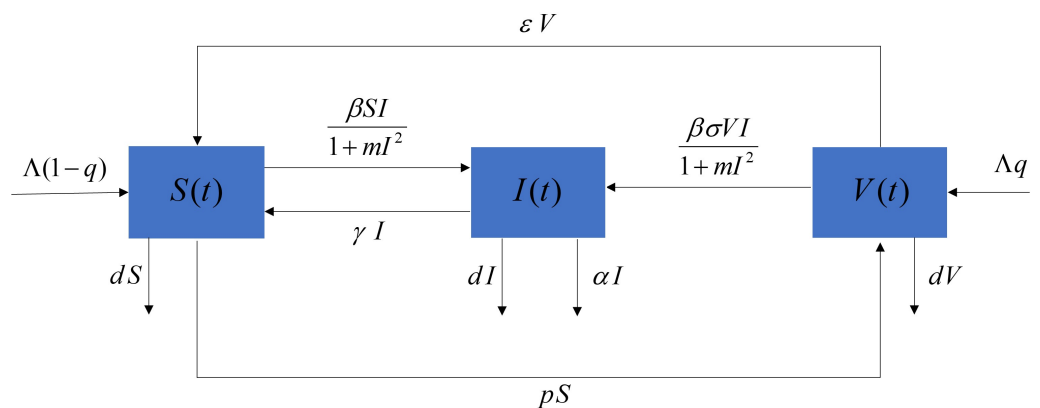 εV
βSI / 1+mI²
βσVI / 1+mI²
Λ(1−q)
S(t)
I(t)
V(t)
Λq
γ I
dS
dI
αI
dV
pS